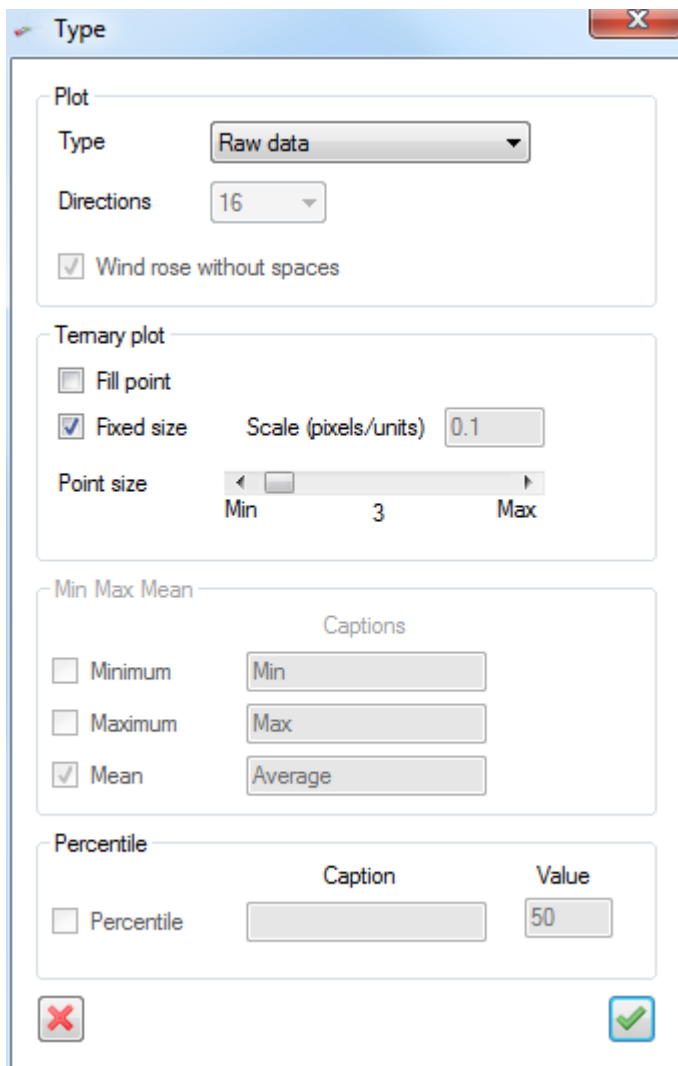 Type
Plot
Type Raw data
Directions 16
Wind rose without spaces
Ternary plot
Fill point
Fixed size Scale (pixels/units) 0.1
Point size
Min 3 Max
Min Max Mean
Captions
Minimum Min
Maximum Max
Mean Average
Percentile
Caption Value
Percentile 50